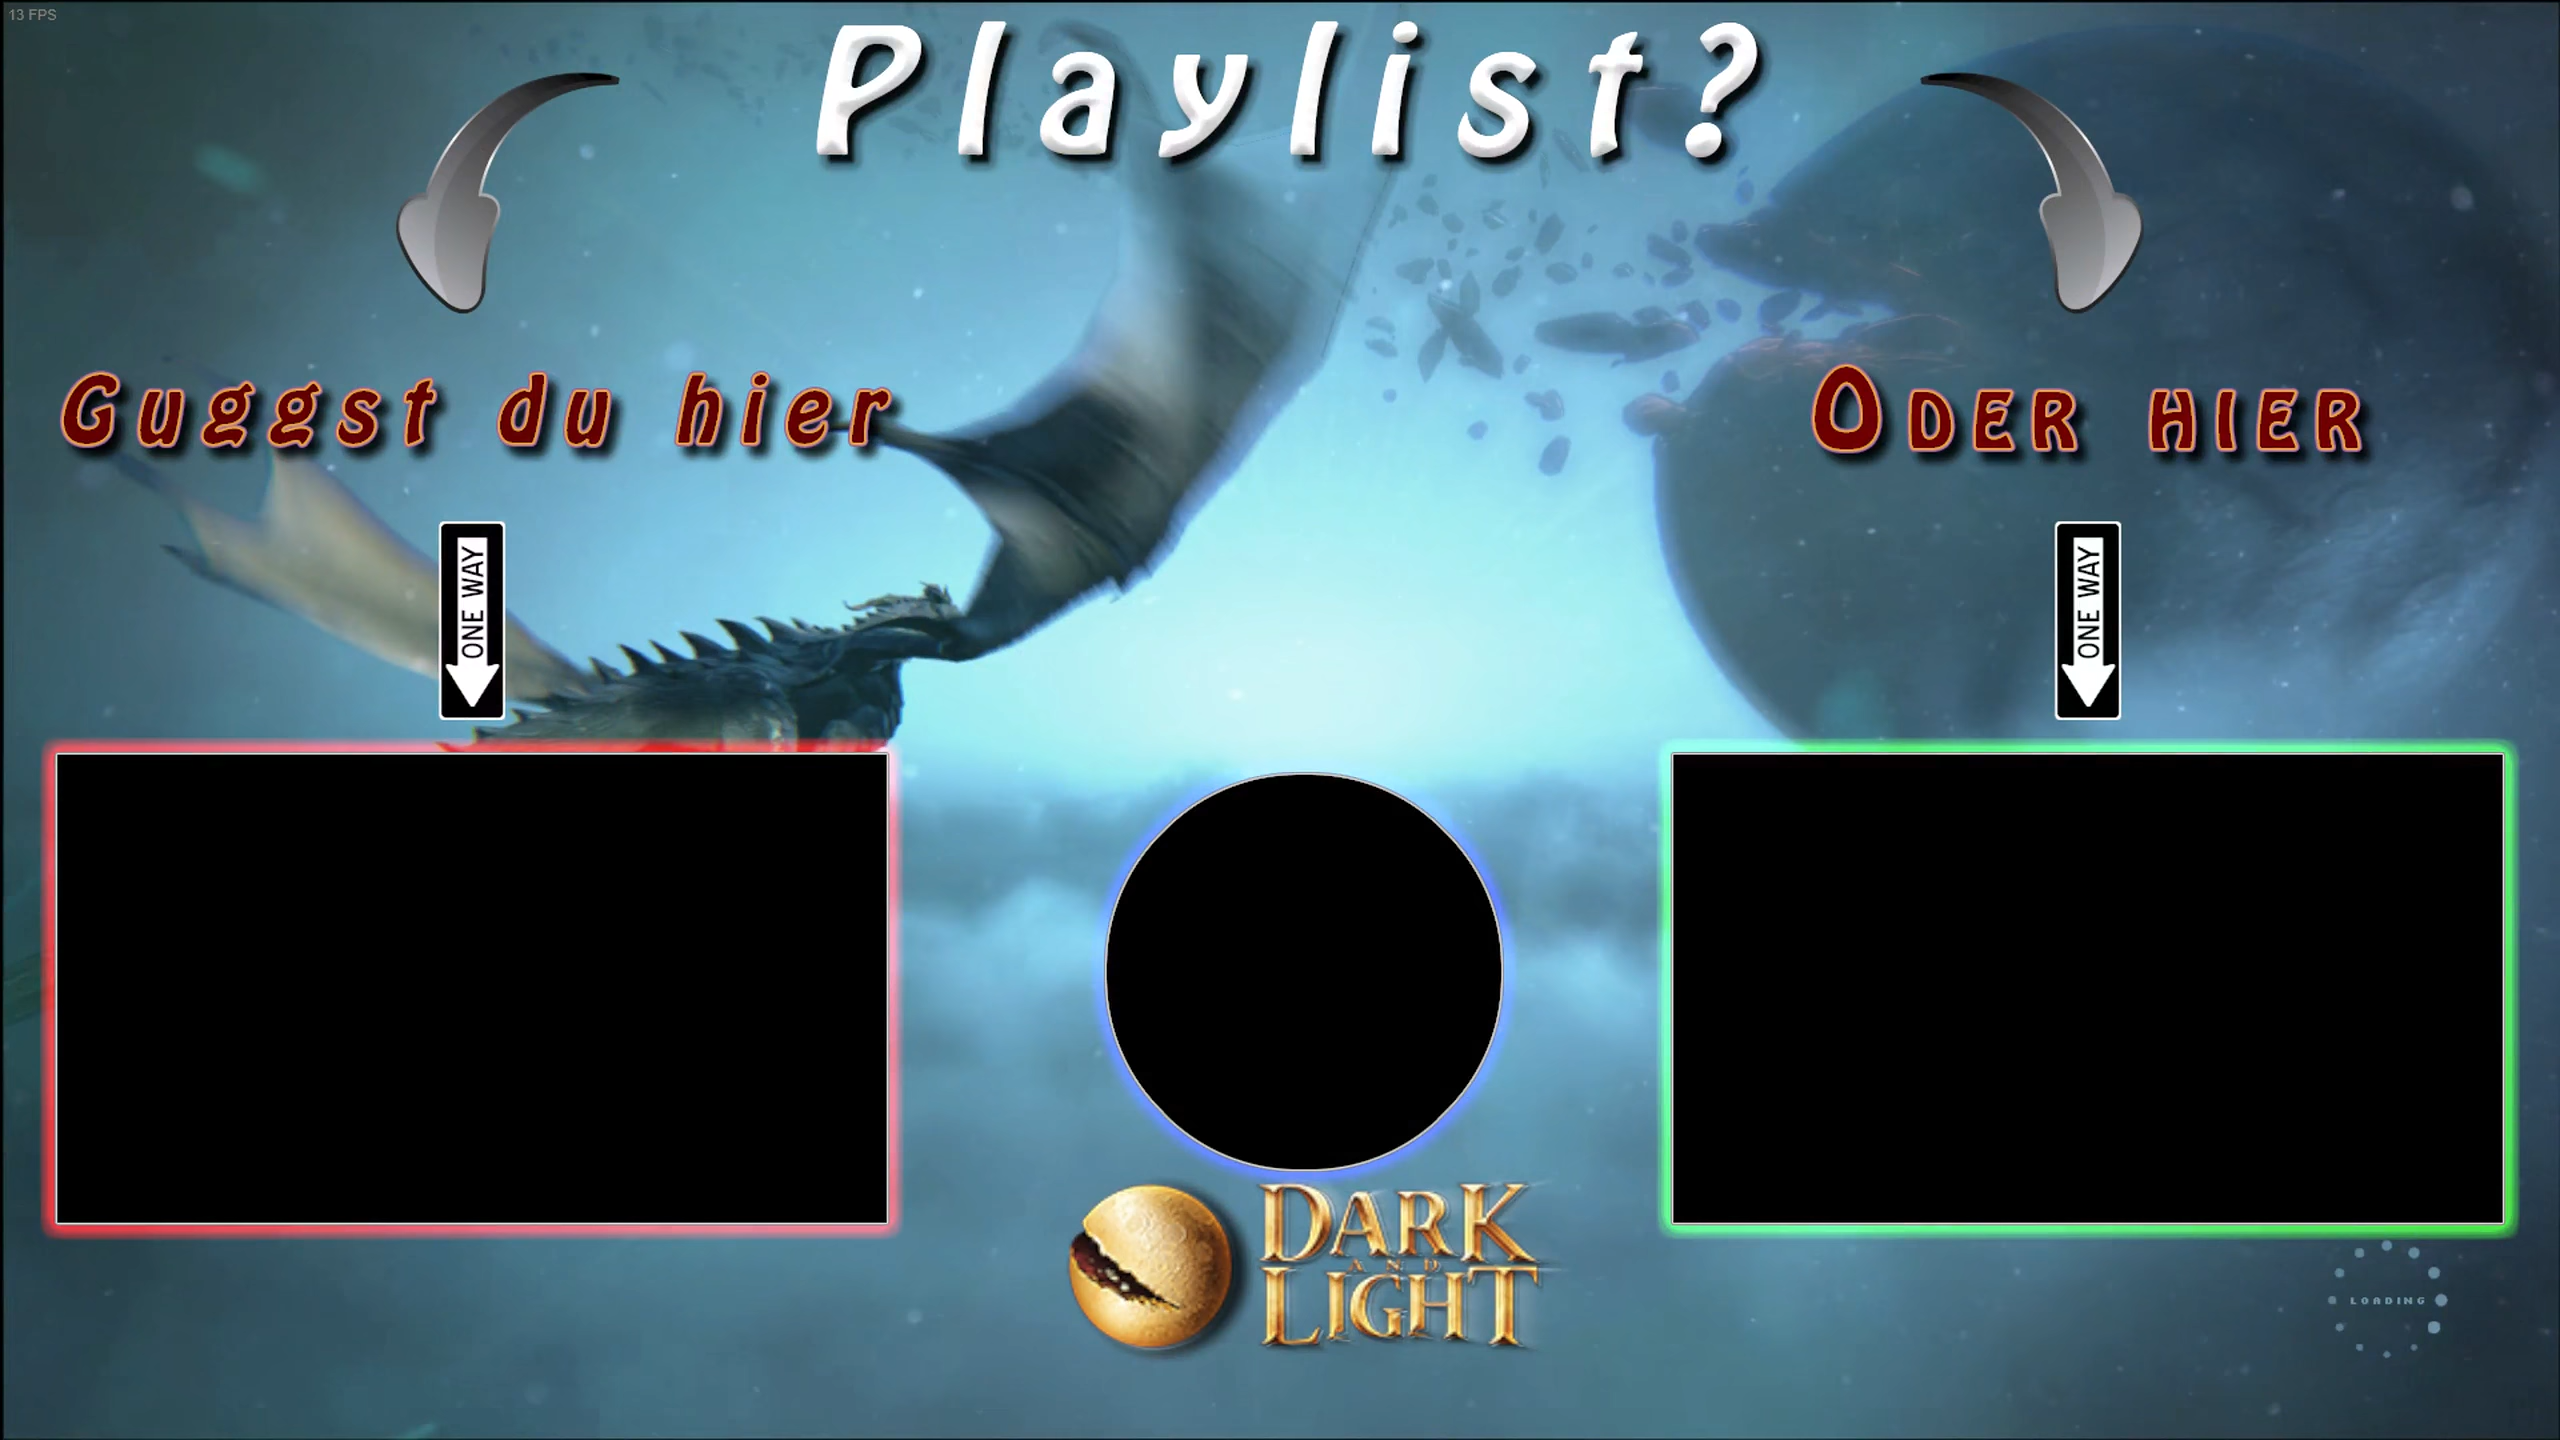 13 FPS
Playlist?
Guggst du hier
ODER HIER
ONE WAY
ONE WAY
DARK
AND
LIGHT
LOADING